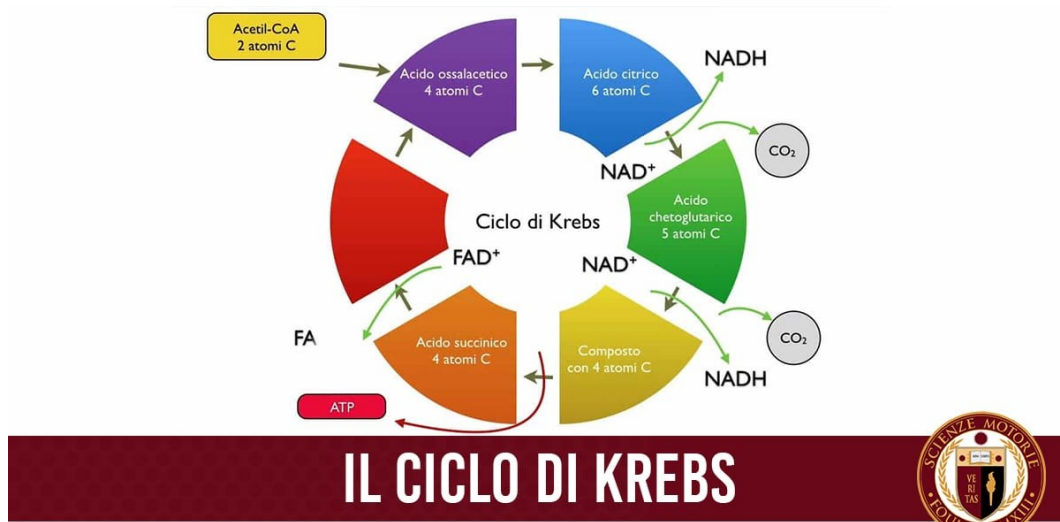 Acetil-CoA
2 atomi C
Acido ossalacetico
4 atomi C
Acido citrico
6 atomi C
NADH
CO₂
NAD⁺
Acido
chetoglutarico
5 atomi C
Ciclo di Krebs
FAD⁺
NAD⁺
FA
Acido succinico
4 atomi C
Composto
con 4 atomi C
CO₂
NADH
ATP
IL CICLO DI KREBS
SCIENZE MOTORIE
VE
RI
TAS